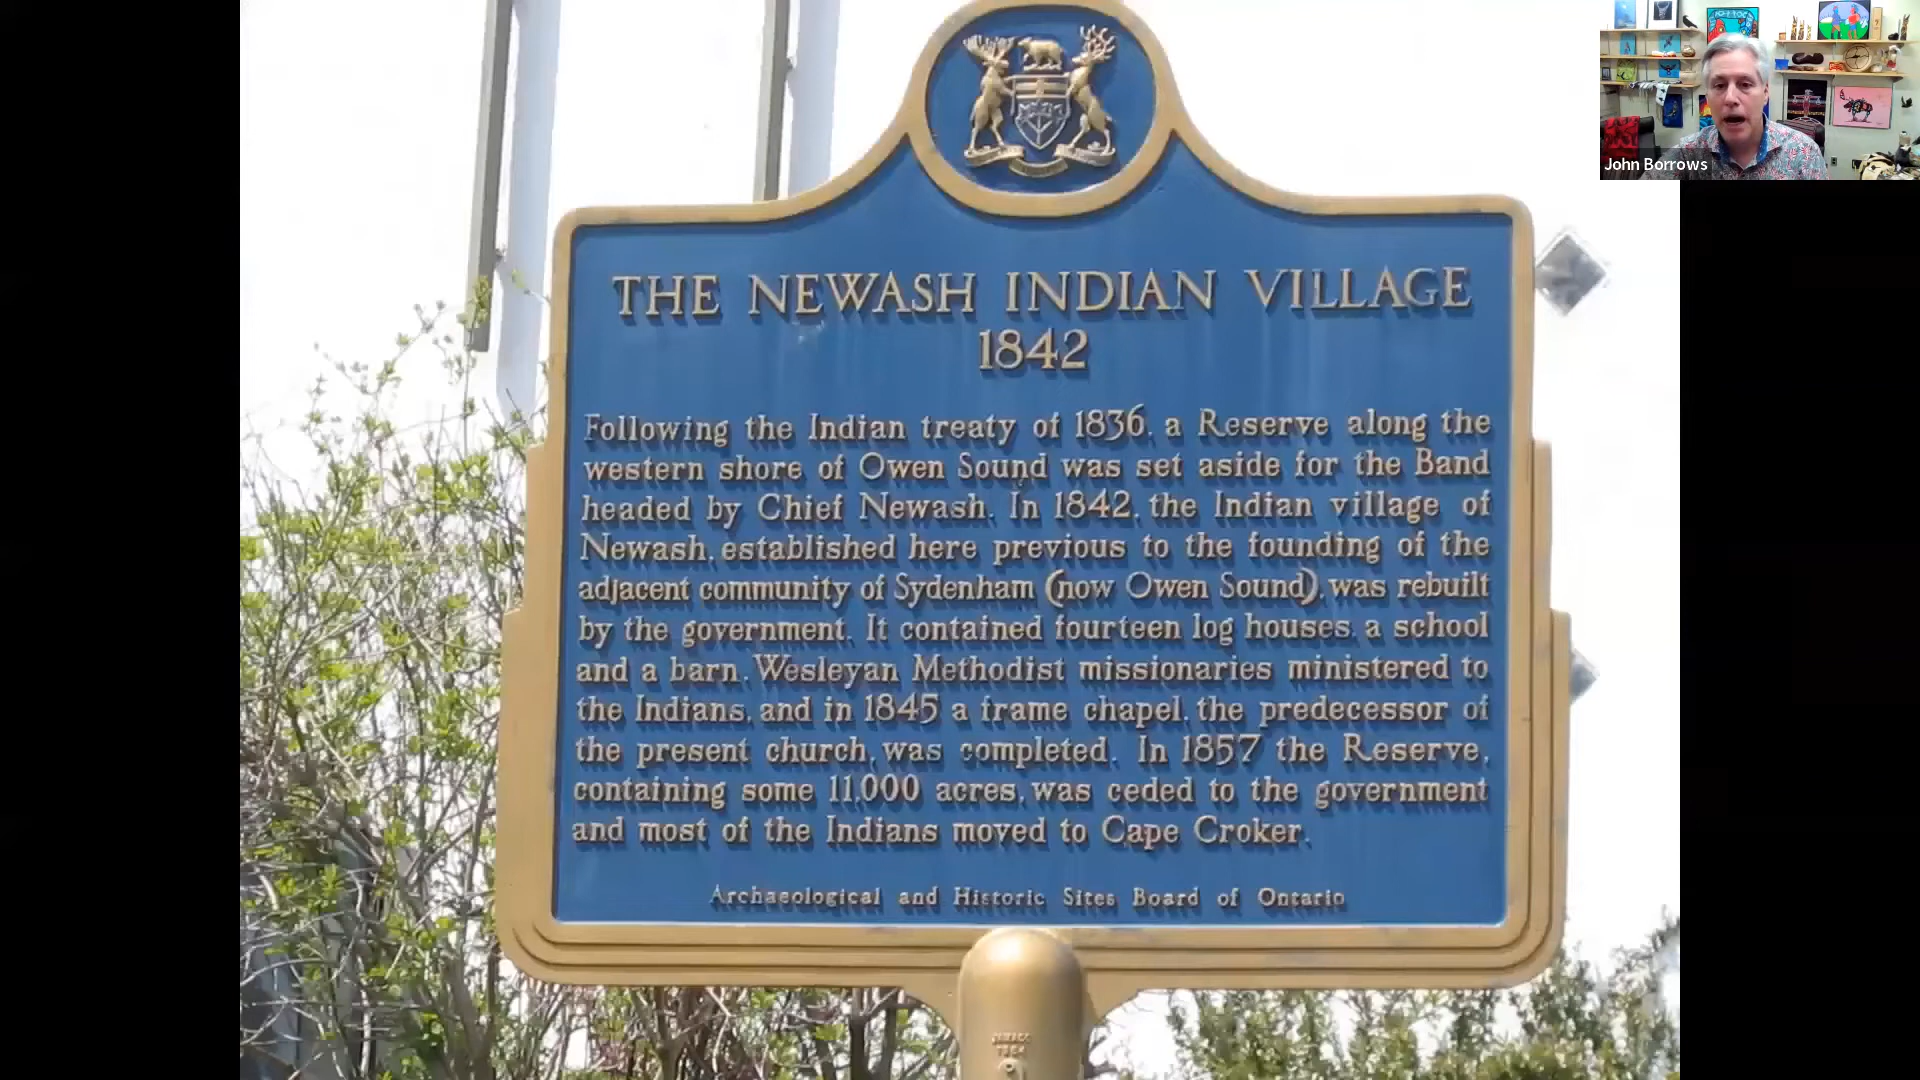 John Borrows
THE NEWASH INDIAN VILLAGE
1842
Following the Indian treaty of 1836, a Reserve along the
western shore of Owen Sound was set aside for the Band
headed by Chief Newash. In 1842, the Indian village of
Newash, established here previous to the founding of the
adjacent community of Sydenham (now Owen Sound), was rebuilt
by the government. It contained fourteen log houses, a school
and a barn. Wesleyan Methodist missionaries ministered to
the Indians, and in 1845 a frame chapel, the predecessor of
the present church, was completed. In 1857 the Reserve,
containing some 11,000 acres, was ceded to the government
and most of the Indians moved to Cape Croker.
Archaeological and Historic Sites Board of Ontario